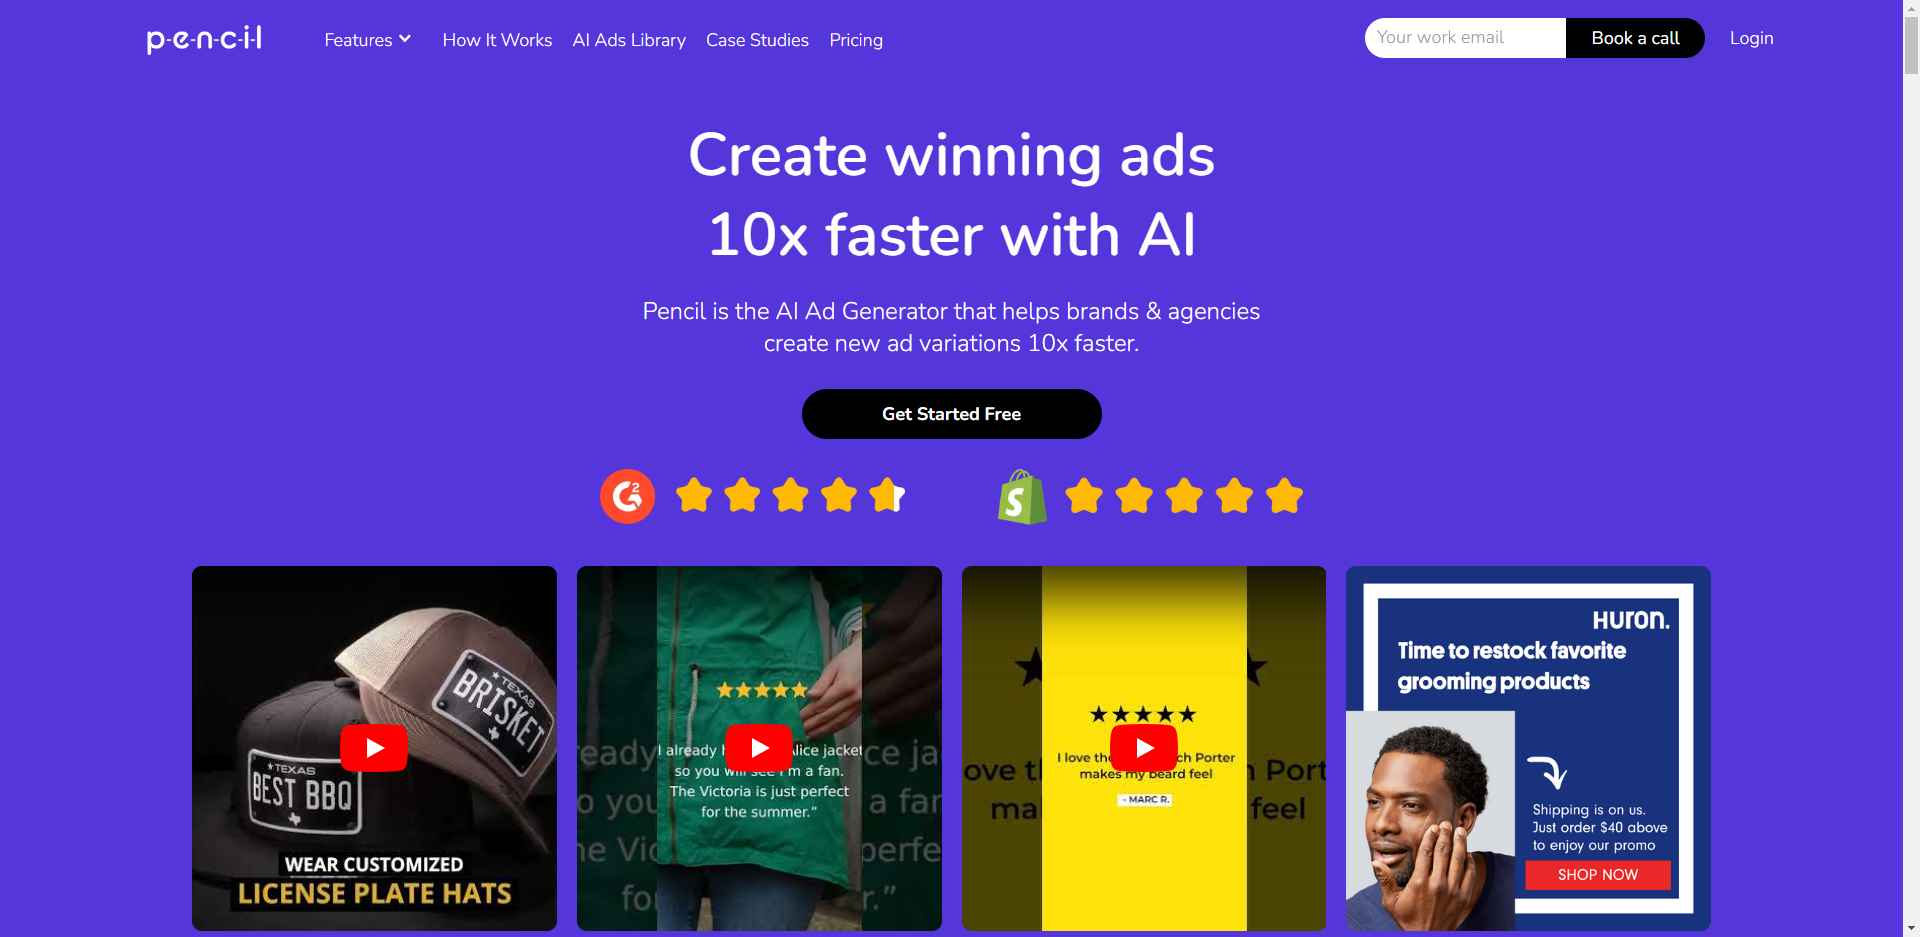 p-e-n-c-i-l
Features
How It Works
AI Ads Library
Case Studies
Pricing
Your work email
Book a call
Login
Create winning ads
10x faster with AI
Pencil is the AI Ad Generator that helps brands & agencies
create new ad variations 10x faster.
Get Started Free
G2
S
TEXAS
BRISKET
TEXAS
BEST BBQ
WEAR CUSTOMIZED
LICENSE PLATE HATS
I already Alice jacket
so you will see I'm a fan.
The Victoria is just perfect
for the summer.”
I love the Porter
makes my beard feel
- MARC R.
HURON.
Time to restock favorite
grooming products
Shipping is on us.
Just order $40 above
to enjoy our promo
SHOP NOW